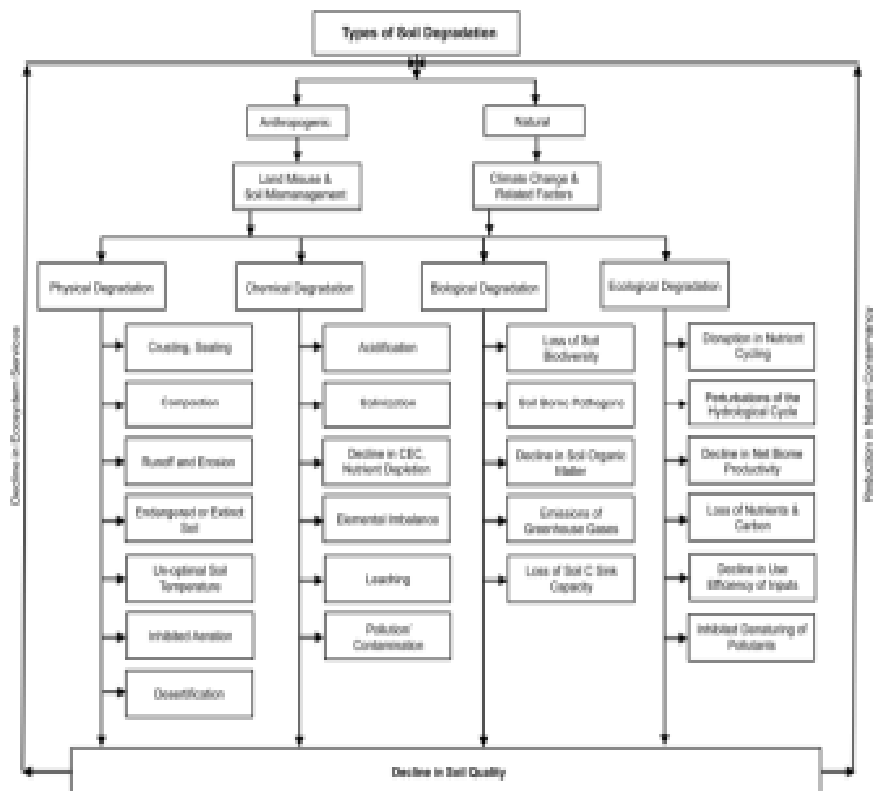 Types of Soil Degradation
Anthropogenic
Natural
Land Misuse &
Soil Mismanagement
Climate Change &
Related Factors
Physical Degradation
Chemical Degradation
Biological Degradation
Ecological Degradation
Crusting, Sealing
Compaction
Runoff and Erosion
Endangered or Extinct
Soil
Un-optimal Soil
Temperature
Inhibited Aeration
Desertification
Acidification
Salinization
Decline in CEC,
Nutrient Depletion
Elemental Imbalance
Leaching
Pollution/
Contamination
Loss of Soil
Biodiversity
Soil Borne Pathogens
Decline in Soil Organic
Matter
Emissions of
Greenhouse Gases
Loss of Soil C Sink
Capacity
Disruption in Nutrient
Cycling
Perturbations of the
Hydrological Cycle
Decline in Net Biome
Productivity
Loss of Nutrients &
Carbon
Decline in Use
Efficiency of Inputs
Inhibited Denaturing of
Pollutants
Decline in Ecosystem Services
Reduction in Nature Conservancy
Decline in Soil Quality